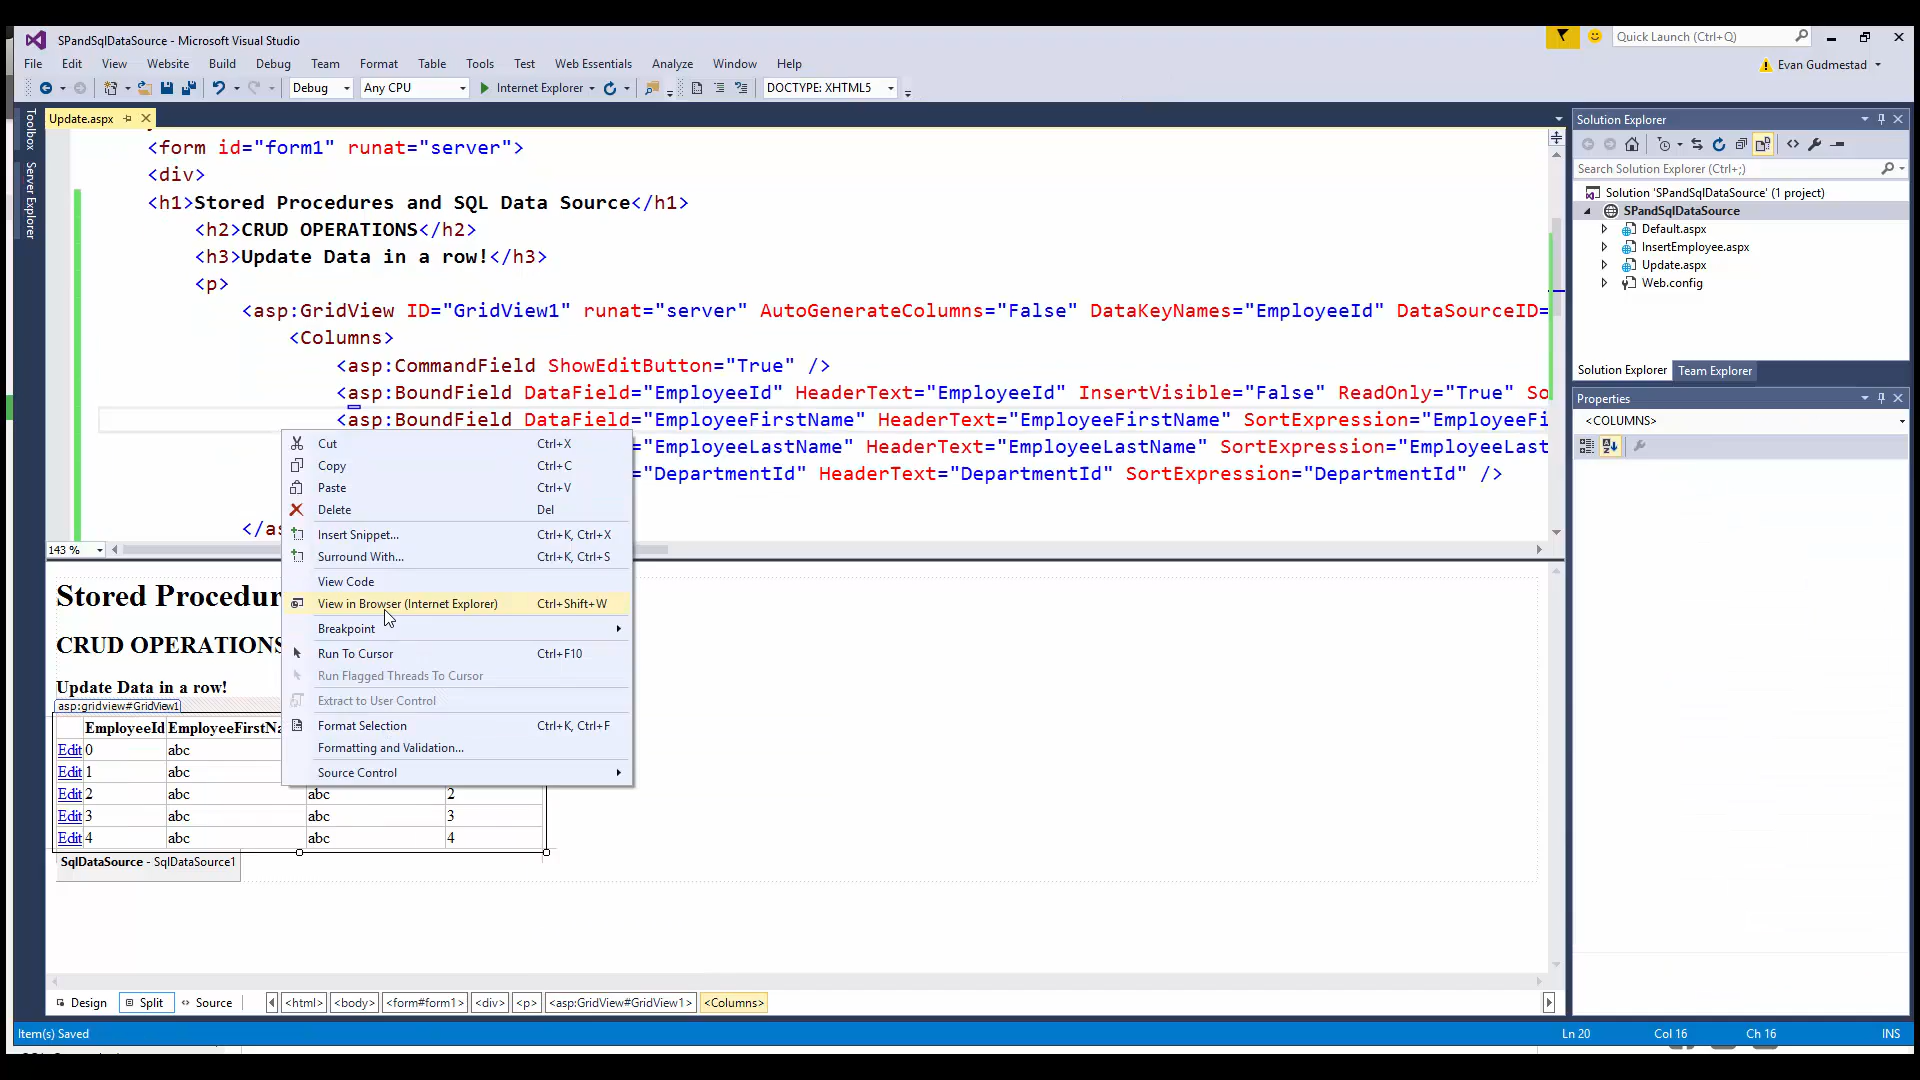 SPandSqlDataSource - Microsoft Visual Studio
Quick Launch (Ctrl+Q)
File Edit View Website Build Debug Team Format Table Tools Test Web Essentials Analyze Window Help
Evan Gudmestad
Debug Any CPU Internet Explorer DOCTYPE: XHTML5
Toolbox
Server Explorer
Update.aspx
<form id="form1" runat="server">
<div>
<h1>Stored Procedures and SQL Data Source</h1>
<h2>CRUD OPERATIONS</h2>
<h3>Update Data in a row!</h3>
<p>
<asp:GridView ID="GridView1" runat="server" AutoGenerateColumns="False" DataKeyNames="EmployeeId" DataSourceID=
<Columns>
<asp:CommandField ShowEditButton="True" />
<asp:BoundField DataField="EmployeeId" HeaderText="EmployeeId" InsertVisible="False" ReadOnly="True" So
<asp:BoundField DataField="EmployeeFirstName" HeaderText="EmployeeFirstName" SortExpression="EmployeeFi
="EmployeeLastName" HeaderText="EmployeeLastName" SortExpression="EmployeeLast
="DepartmentId" HeaderText="DepartmentId" SortExpression="DepartmentId" />
</as
143 %
Cut Ctrl+X
Copy Ctrl+C
Paste Ctrl+V
Delete Del
Insert Snippet... Ctrl+K, Ctrl+X
Surround With... Ctrl+K, Ctrl+S
View Code
View in Browser (Internet Explorer) Ctrl+Shift+W
Breakpoint
Run To Cursor Ctrl+F10
Run Flagged Threads To Cursor
Extract to User Control
Format Selection Ctrl+K, Ctrl+F
Formatting and Validation...
Source Control
Stored Procedur
CRUD OPERATIONS
Update Data in a row!
asp:gridview#GridView1
EmployeeId EmployeeFirstNa
Edit 0 abc
Edit 1 abc
Edit 2 abc abc 2
Edit 3 abc abc 3
Edit 4 abc abc 4
SqlDataSource - SqlDataSource1
Design Split Source <html> <body> <form#form1> <div> <p> <asp:GridView#GridView1> <Columns>
Item(s) Saved Ln 20 Col 16 Ch 16 INS
Solution Explorer
Search Solution Explorer (Ctrl+;)
Solution 'SPandSqlDataSource' (1 project)
SPandSqlDataSource
Default.aspx
InsertEmployee.aspx
Update.aspx
Web.config
Solution Explorer Team Explorer
Properties
<COLUMNS>